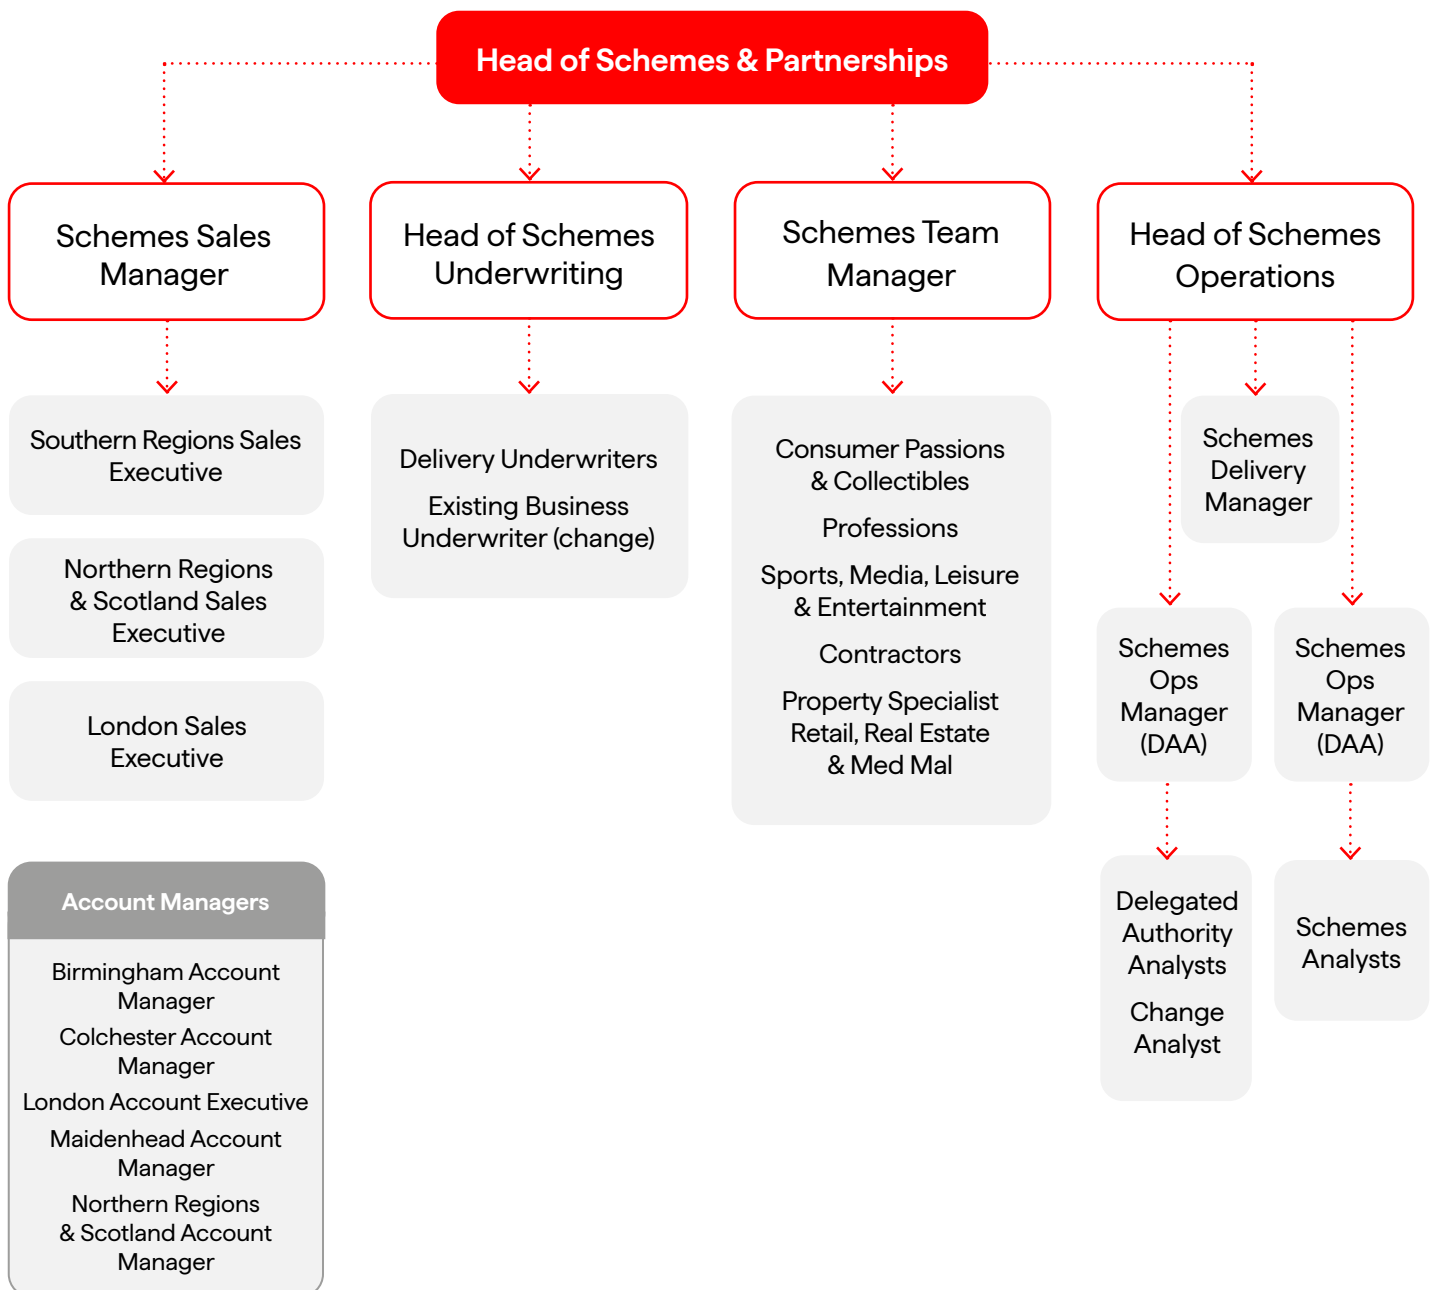 Head of Schemes & Partnerships
Schemes Sales
Manager
Head of Schemes
Underwriting
Schemes Team
Manager
Head of Schemes
Operations
Southern Regions Sales
Executive
Northern Regions
& Scotland Sales
Executive
London Sales
Executive
Account Managers
Birmingham Account
Manager
Colchester Account
Manager
London Account Executive
Maidenhead Account
Manager
Northern Regions
& Scotland Account
Manager
Delivery Underwriters
Existing Business
Underwriter (change)
Consumer Passions
& Collectibles
Professions
Sports, Media, Leisure
& Entertainment
Contractors
Property Specialist
Retail, Real Estate
& Med Mal
Schemes
Delivery
Manager
Schemes
Ops
Manager
(DAA)
Schemes
Ops
Manager
(DAA)
Delegated
Authority
Analysts
Change
Analyst
Schemes
Analysts